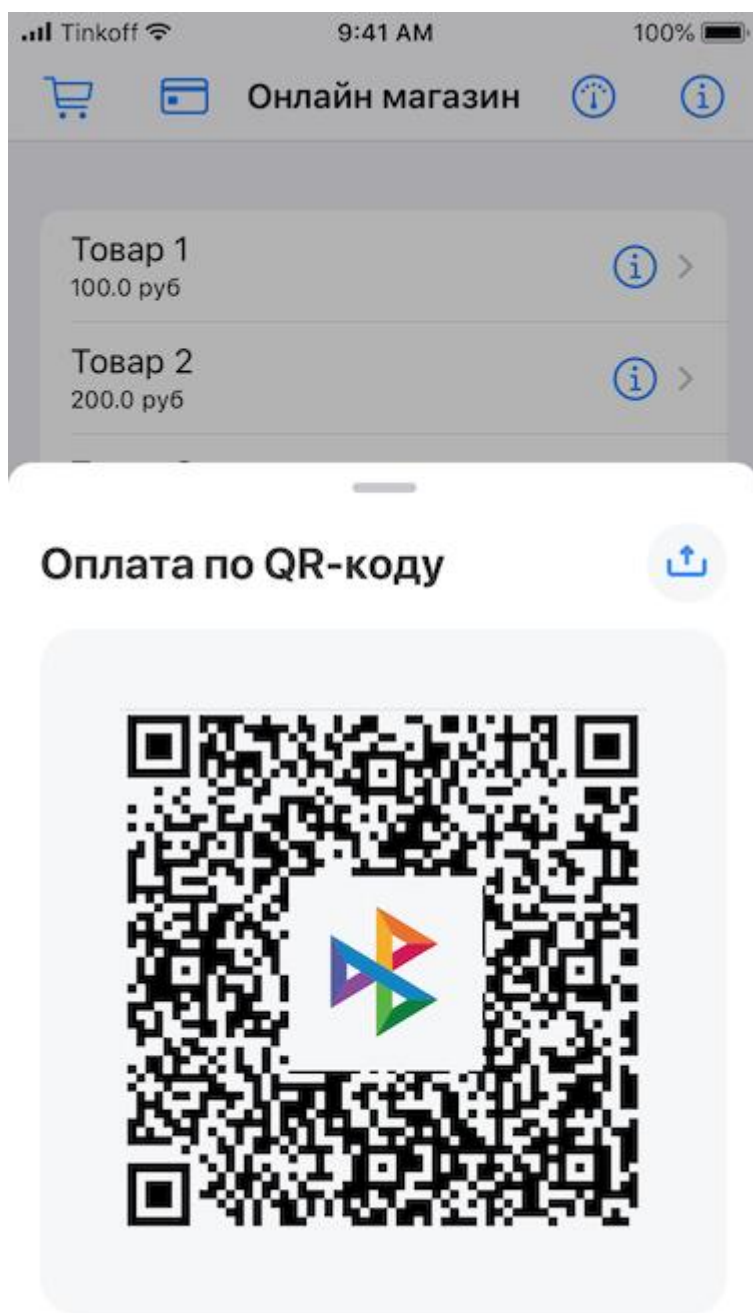 Tinkoff 9:41 AM 100%
Онлайн магазин
Товар 1
100.0 руб
Товар 2
200.0 руб
Оплата по QR-коду